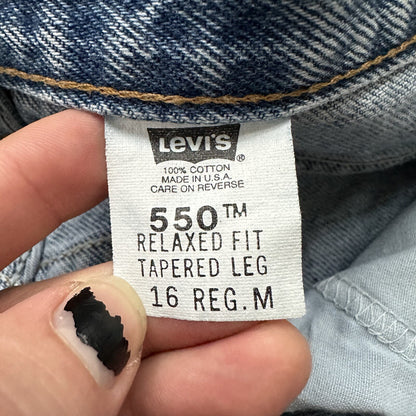 Levi's ®
100% COTTON
MADE IN U.S.A.
CARE ON REVERSE
550™
RELAXED FIT
TAPERED LEG
16 REG. M